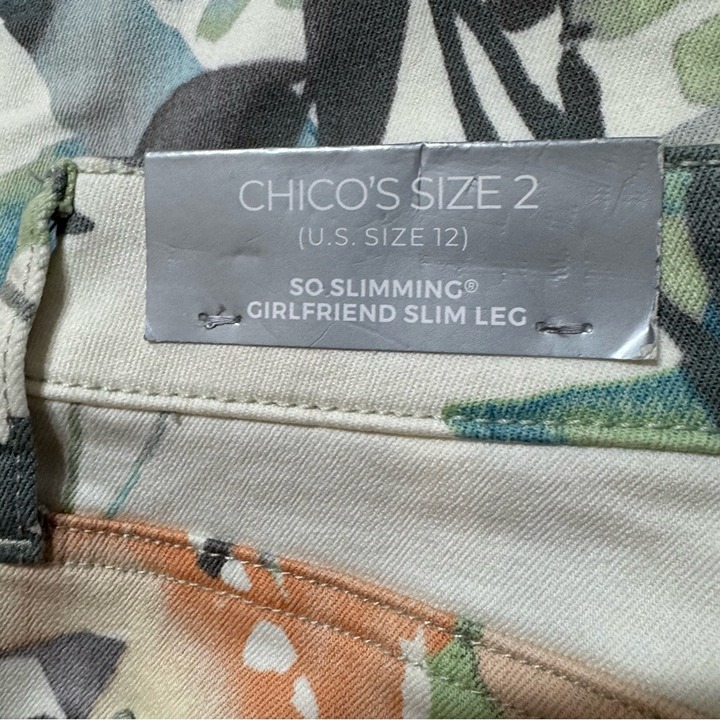 CHICO'S SIZE 2
(U.S. SIZE 12)
SO SLIMMING®
GIRLFRIEND SLIM LEG